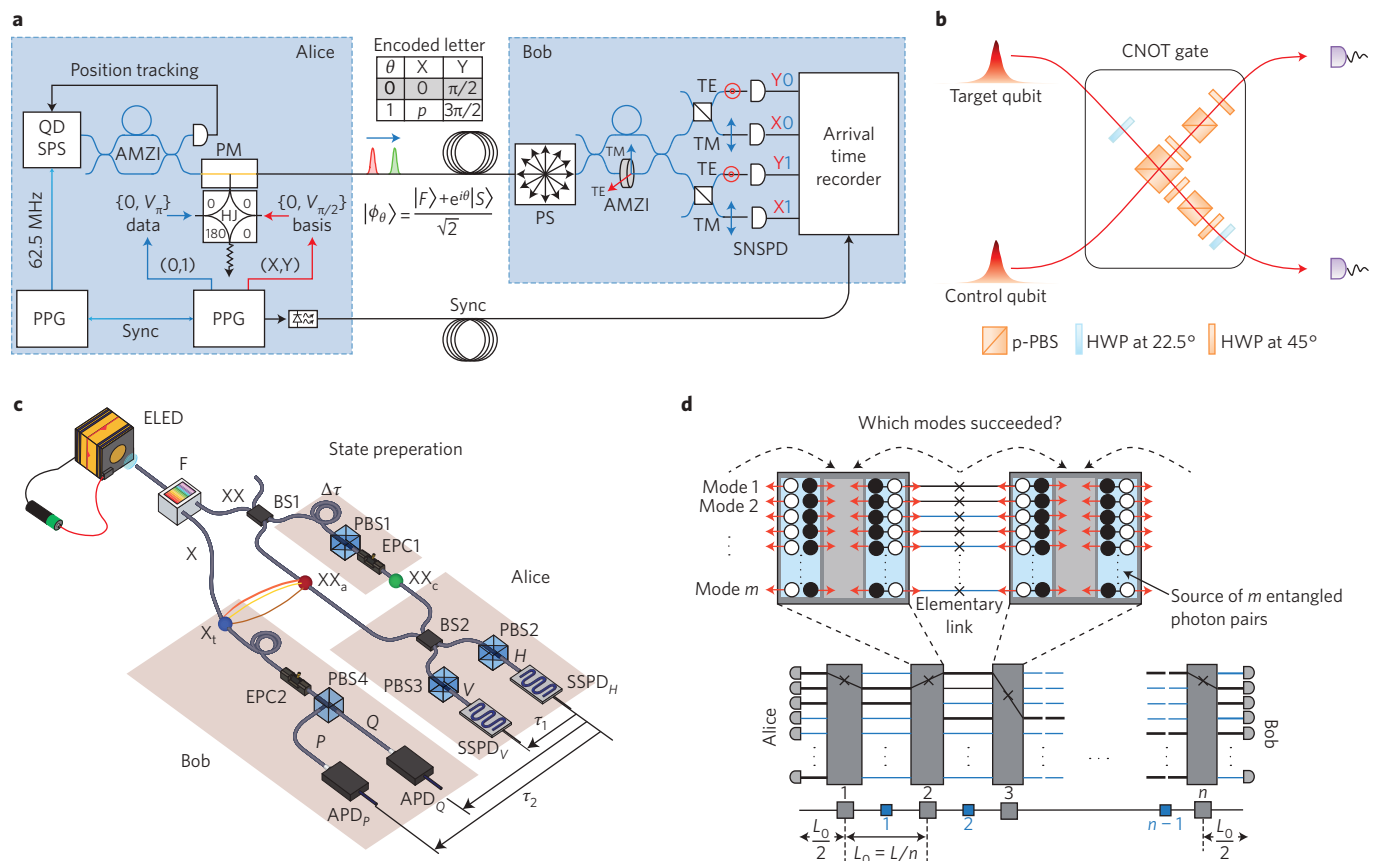 a
Alice
Position tracking
QD
SPS
AMZI
PM
62.5 MHz
{0, Vπ}
data
0 0
HJ
180 0
{0, Vπ/2}
basis
(0,1)
(X,Y)
PPG
Sync
PPG
Encoded letter
θ X Y
0 0 π/2
1 p 3π/2
|ϕθ⟩ = |F⟩ + e^iθ|S⟩ / √2
Sync
Bob
PS
TM
TE
AMZI
TE
TM
TE
TM
Y0
X0
Y1
X1
SNSPD
Arrival
time
recorder
b
CNOT gate
Target qubit
Control qubit
p-PBS
HWP at 22.5°
HWP at 45°
c
ELED
State preperation
F
XX
BS1
Δτ
PBS1
EPC1
X
XXa
XXc
Alice
Xt
BS2
PBS2
H
PBS3
V
SSPDH
SSPDV
EPC2
PBS4
P
Q
Bob
APDP
APDQ
τ1
τ2
d
Which modes succeeded?
Mode 1
Mode 2
Mode m
Elementary
link
Source of m entangled
photon pairs
Alice
Bob
1 2 3 n
1 2 n – 1
L0
2
L0 = L/n
L0
2